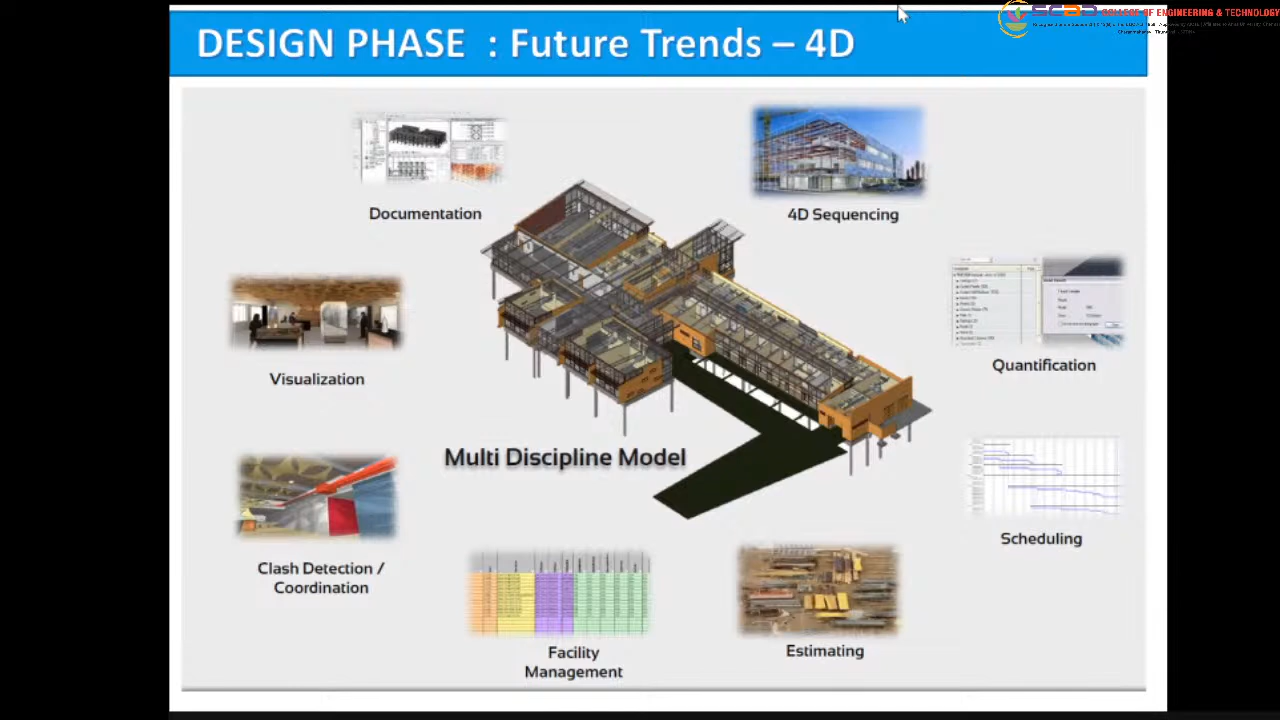 DESIGN PHASE : Future Trends – 4D
SCAD COLLEGE OF ENGINEERING & TECHNOLOGY
Documentation
4D Sequencing
Visualization
Quantification
Multi Discipline Model
Scheduling
Clash Detection /
Coordination
Estimating
Facility
Management